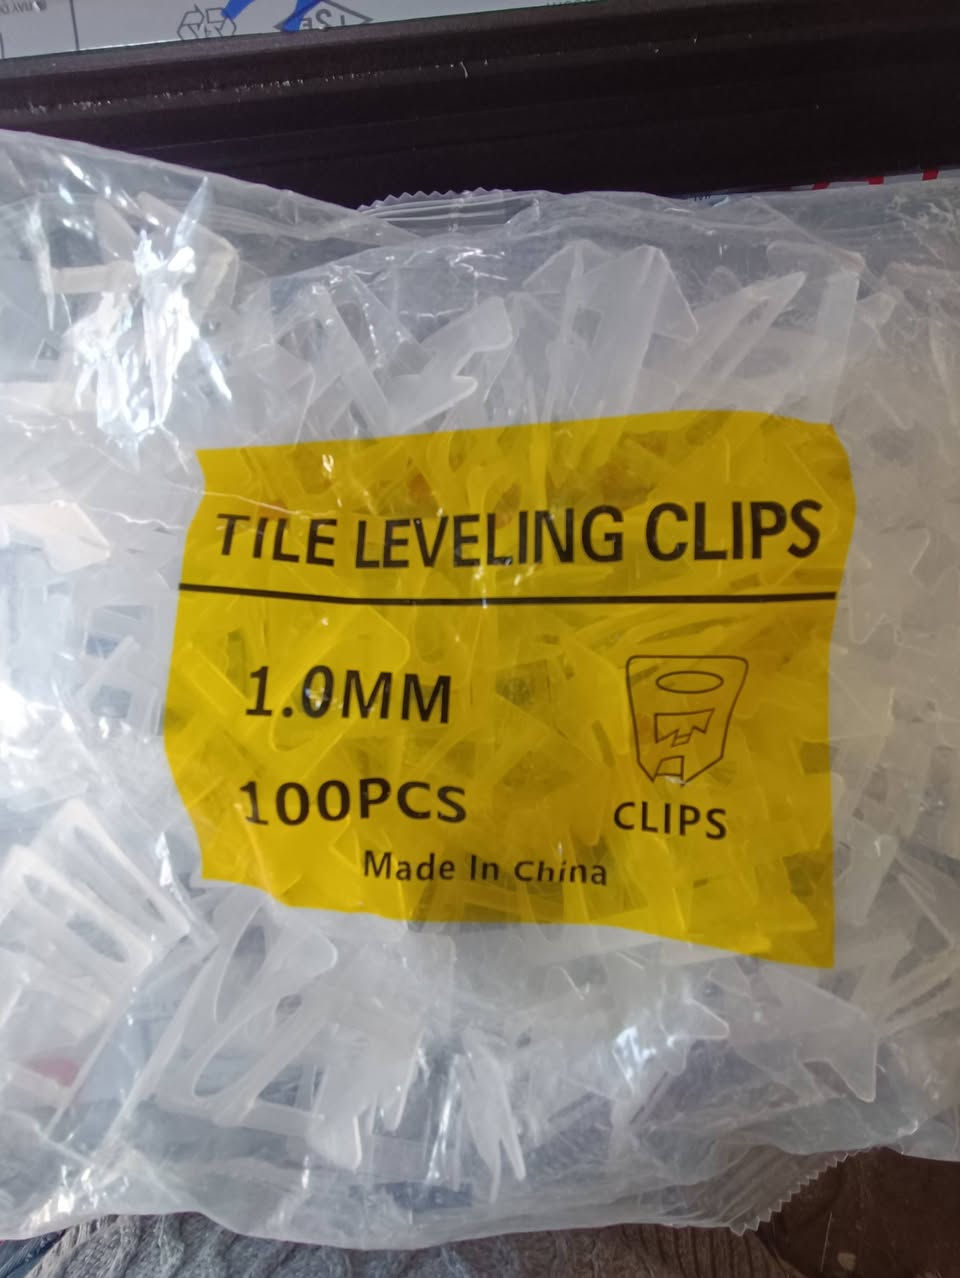 TILE LEVELING CLIPS
1.0MM
100PCS
CLIPS
Made In China